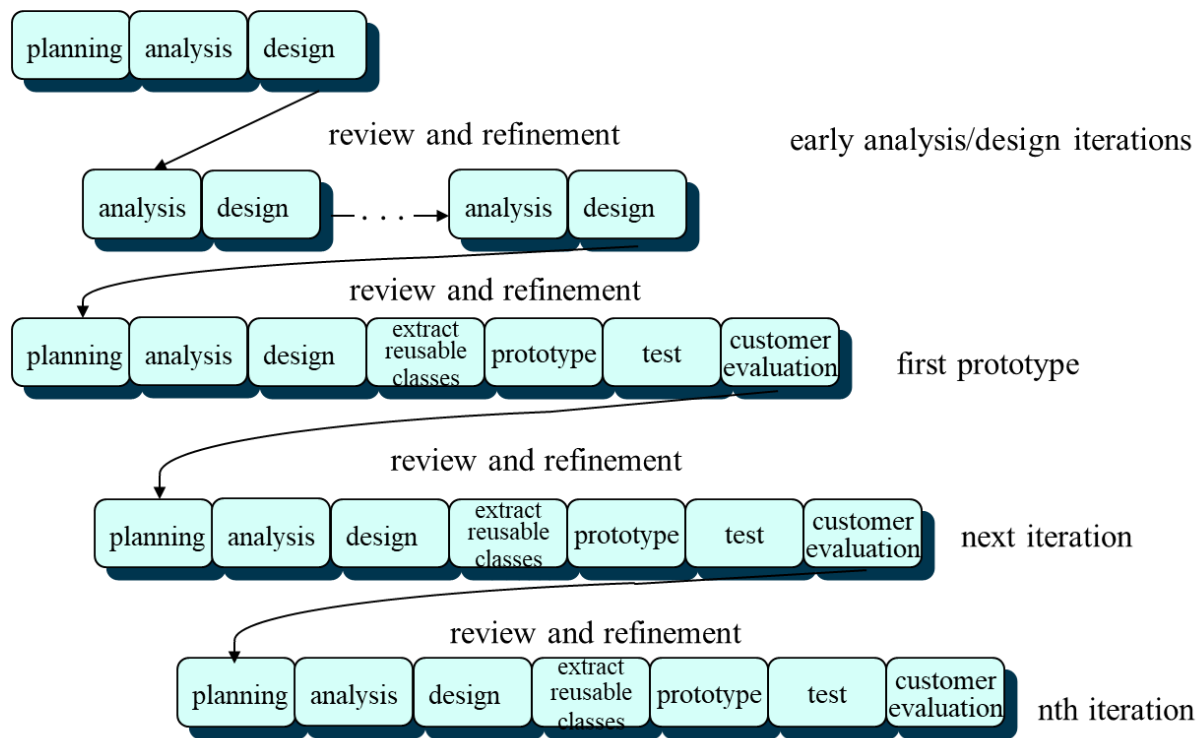 planning analysis design
review and refinement
early analysis/design iterations
analysis design . . . analysis design
review and refinement
planning analysis design extract reusable classes prototype test customer evaluation
first prototype
review and refinement
planning analysis design extract reusable classes prototype test customer evaluation
next iteration
review and refinement
planning analysis design extract reusable classes prototype test customer evaluation
nth iteration